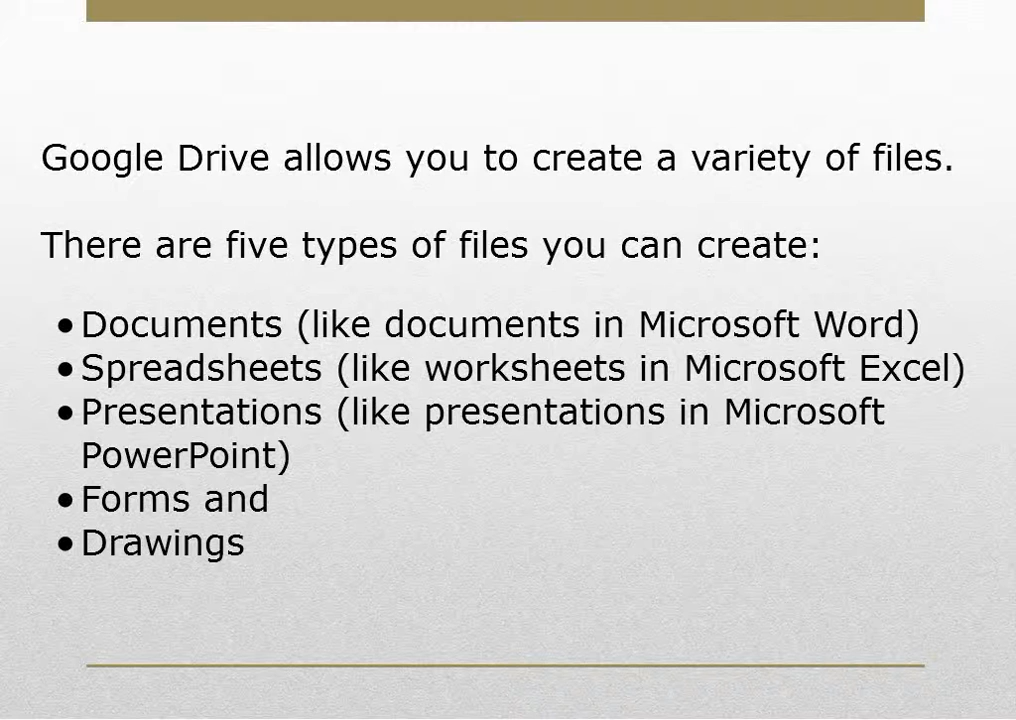 Google Drive allows you to create a variety of files.
There are five types of files you can create:
•Documents (like documents in Microsoft Word)
•Spreadsheets (like worksheets in Microsoft Excel)
•Presentations (like presentations in Microsoft
PowerPoint)
•Forms and
•Drawings